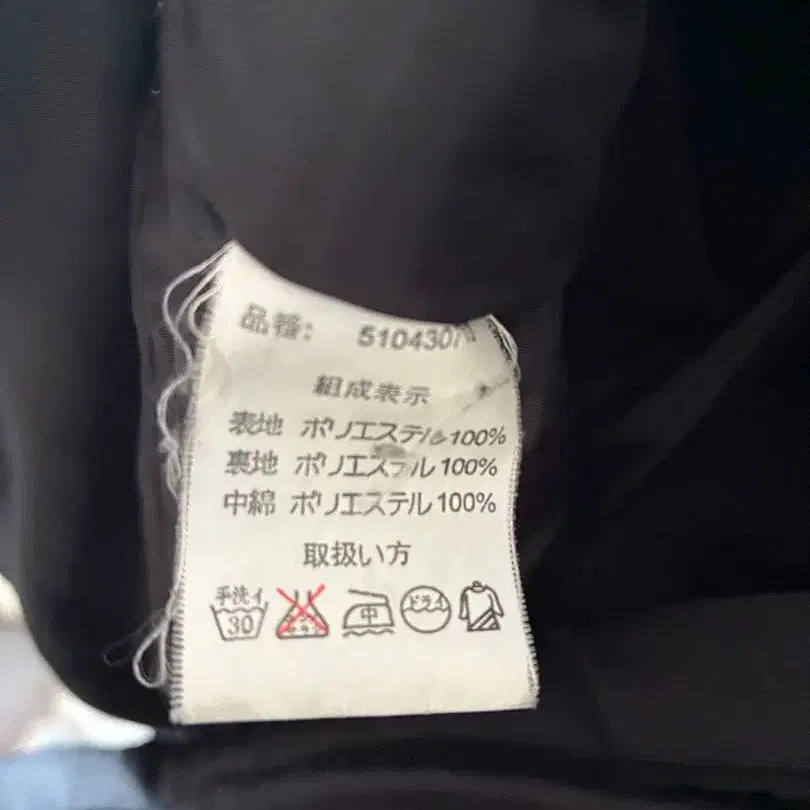 品番: 510430
組成表示
表地 ポリエステル100%
裏地 ポリエステル100%
中綿 ポリエステル100%
取扱い方
手洗イ 30 中 ドライ